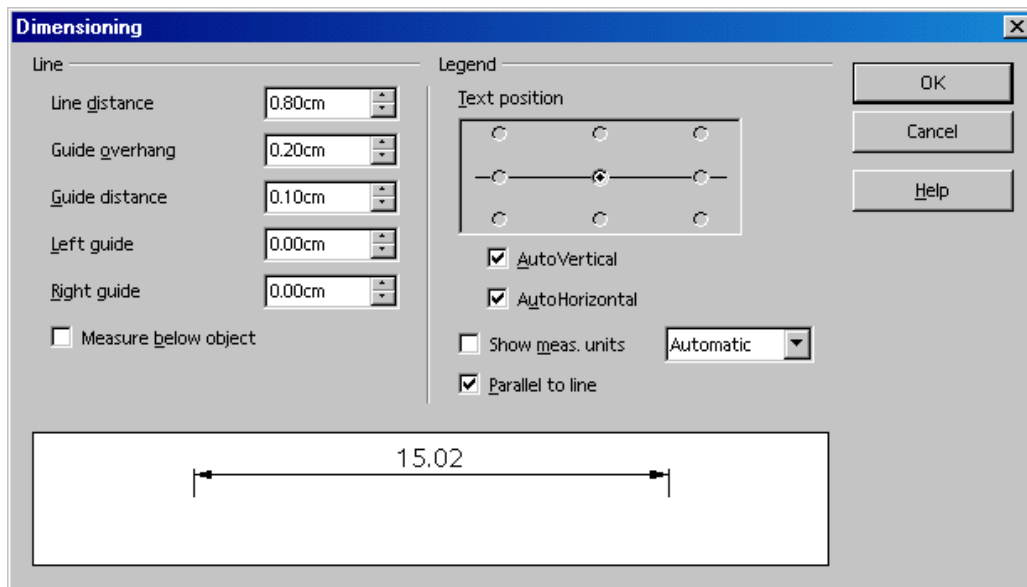 Dimensioning
Line
Line distance 0.80cm
Guide overhang 0.20cm
Guide distance 0.10cm
Left guide 0.00cm
Right guide 0.00cm
Measure below object
Legend
Text position
AutoVertical
AutoHorizontal
Show meas. units Automatic
Parallel to line
OK
Cancel
Help
15.02